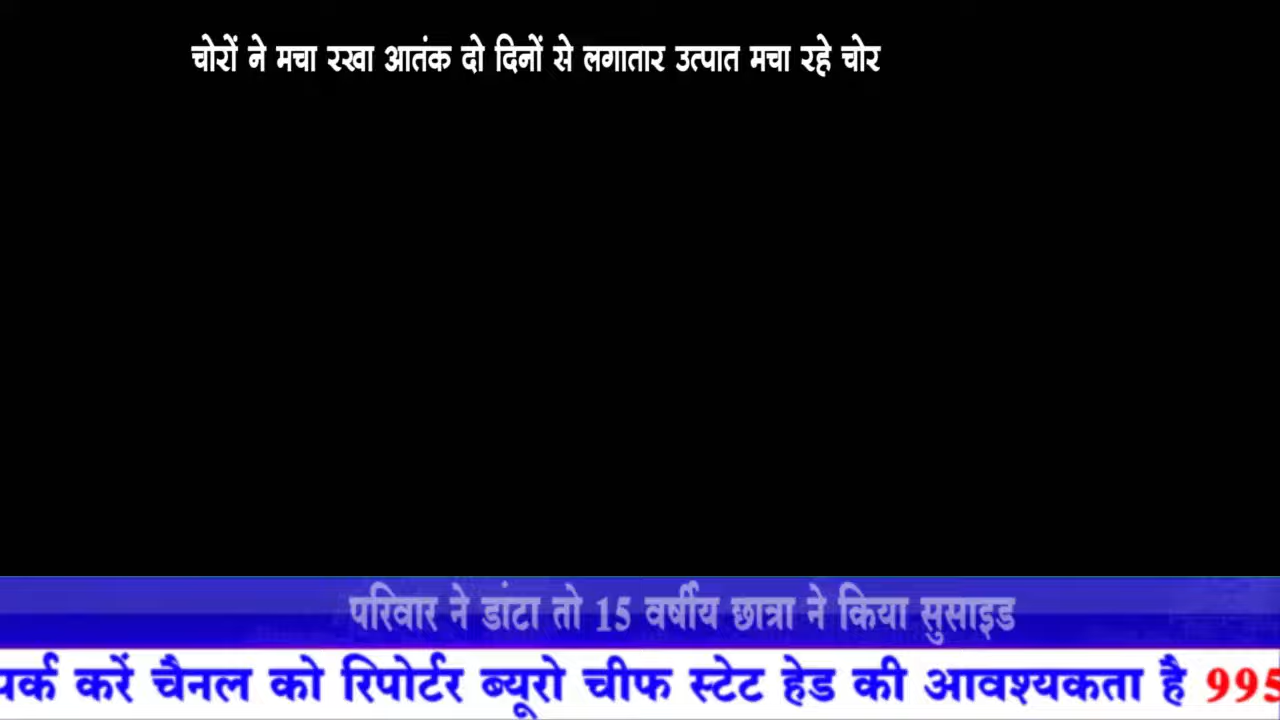 चोरों ने मचा रखा आतंक दो दिनों से लगातार उत्पात मचा रहे चोर
परिवार ने डांटा तो 15 वर्षीय छात्रा ने किया सुसाइड
करें चैनल को रिपोर्टर ब्यूरो चीफ स्टेट हेड की आवश्यकता है 995